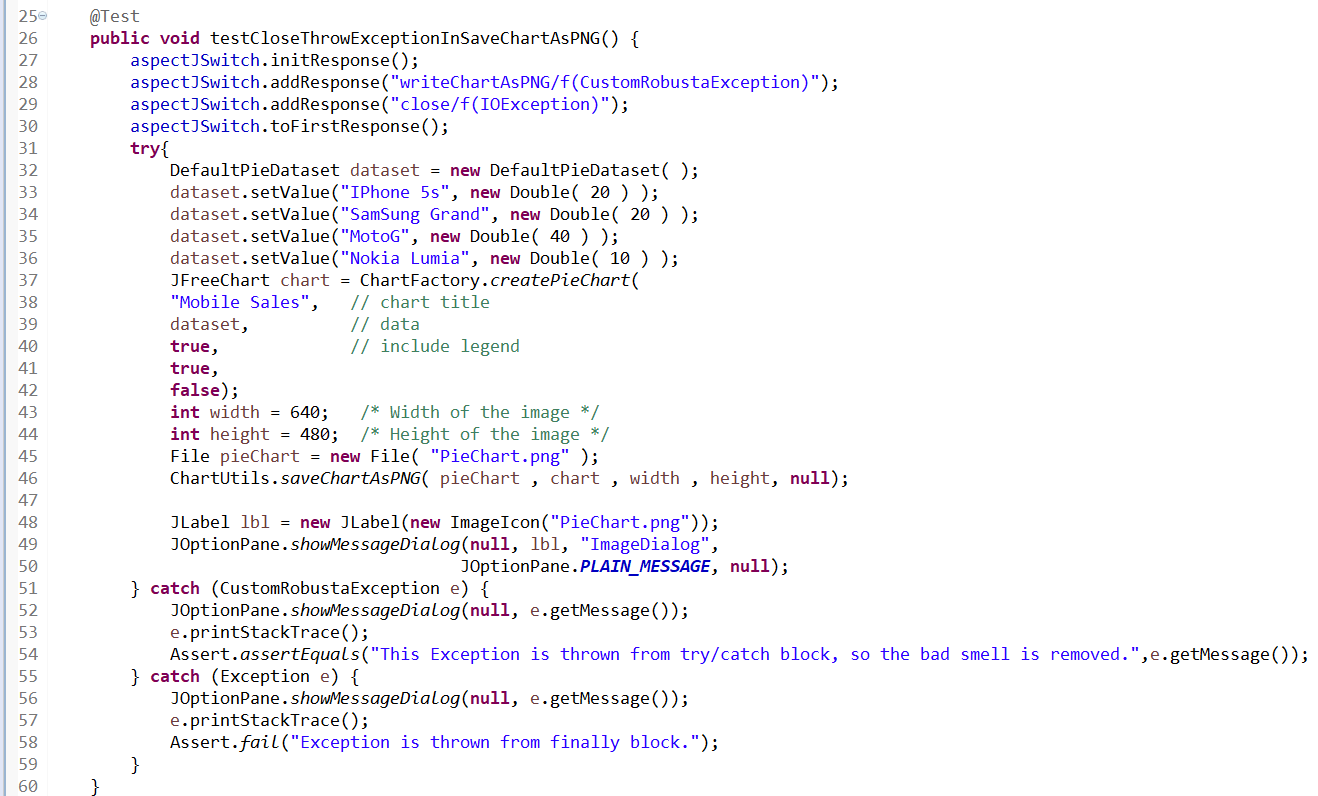 25 @Test
26 public void testCloseThrowExceptionInSaveChartAsPNG() {
27 aspectJSwitch.initResponse();
28 aspectJSwitch.addResponse("writeChartAsPNG/f(CustomRobustaException)");
29 aspectJSwitch.addResponse("close/f(IOException)");
30 aspectJSwitch.toFirstResponse();
31 try{
32 DefaultPieDataset dataset = new DefaultPieDataset( );
33 dataset.setValue("IPhone 5s", new Double( 20 ) );
34 dataset.setValue("SamSung Grand", new Double( 20 ) );
35 dataset.setValue("MotoG", new Double( 40 ) );
36 dataset.setValue("Nokia Lumia", new Double( 10 ) );
37 JFreeChart chart = ChartFactory.createPieChart(
38 "Mobile Sales", // chart title
39 dataset, // data
40 true, // include legend
41 true,
42 false);
43 int width = 640; /* Width of the image */
44 int height = 480; /* Height of the image */
45 File pieChart = new File( "PieChart.png" );
46 ChartUtils.saveChartAsPNG( pieChart , chart , width , height, null);
47
48 JLabel lbl = new JLabel(new ImageIcon("PieChart.png"));
49 JOptionPane.showMessageDialog(null, lbl, "ImageDialog",
50 JOptionPane.PLAIN_MESSAGE, null);
51 } catch (CustomRobustaException e) {
52 JOptionPane.showMessageDialog(null, e.getMessage());
53 e.printStackTrace();
54 Assert.assertEquals("This Exception is thrown from try/catch block, so the bad smell is removed.",e.getMessage());
55 } catch (Exception e) {
56 JOptionPane.showMessageDialog(null, e.getMessage());
57 e.printStackTrace();
58 Assert.fail("Exception is thrown from finally block.");
59 }
60 }